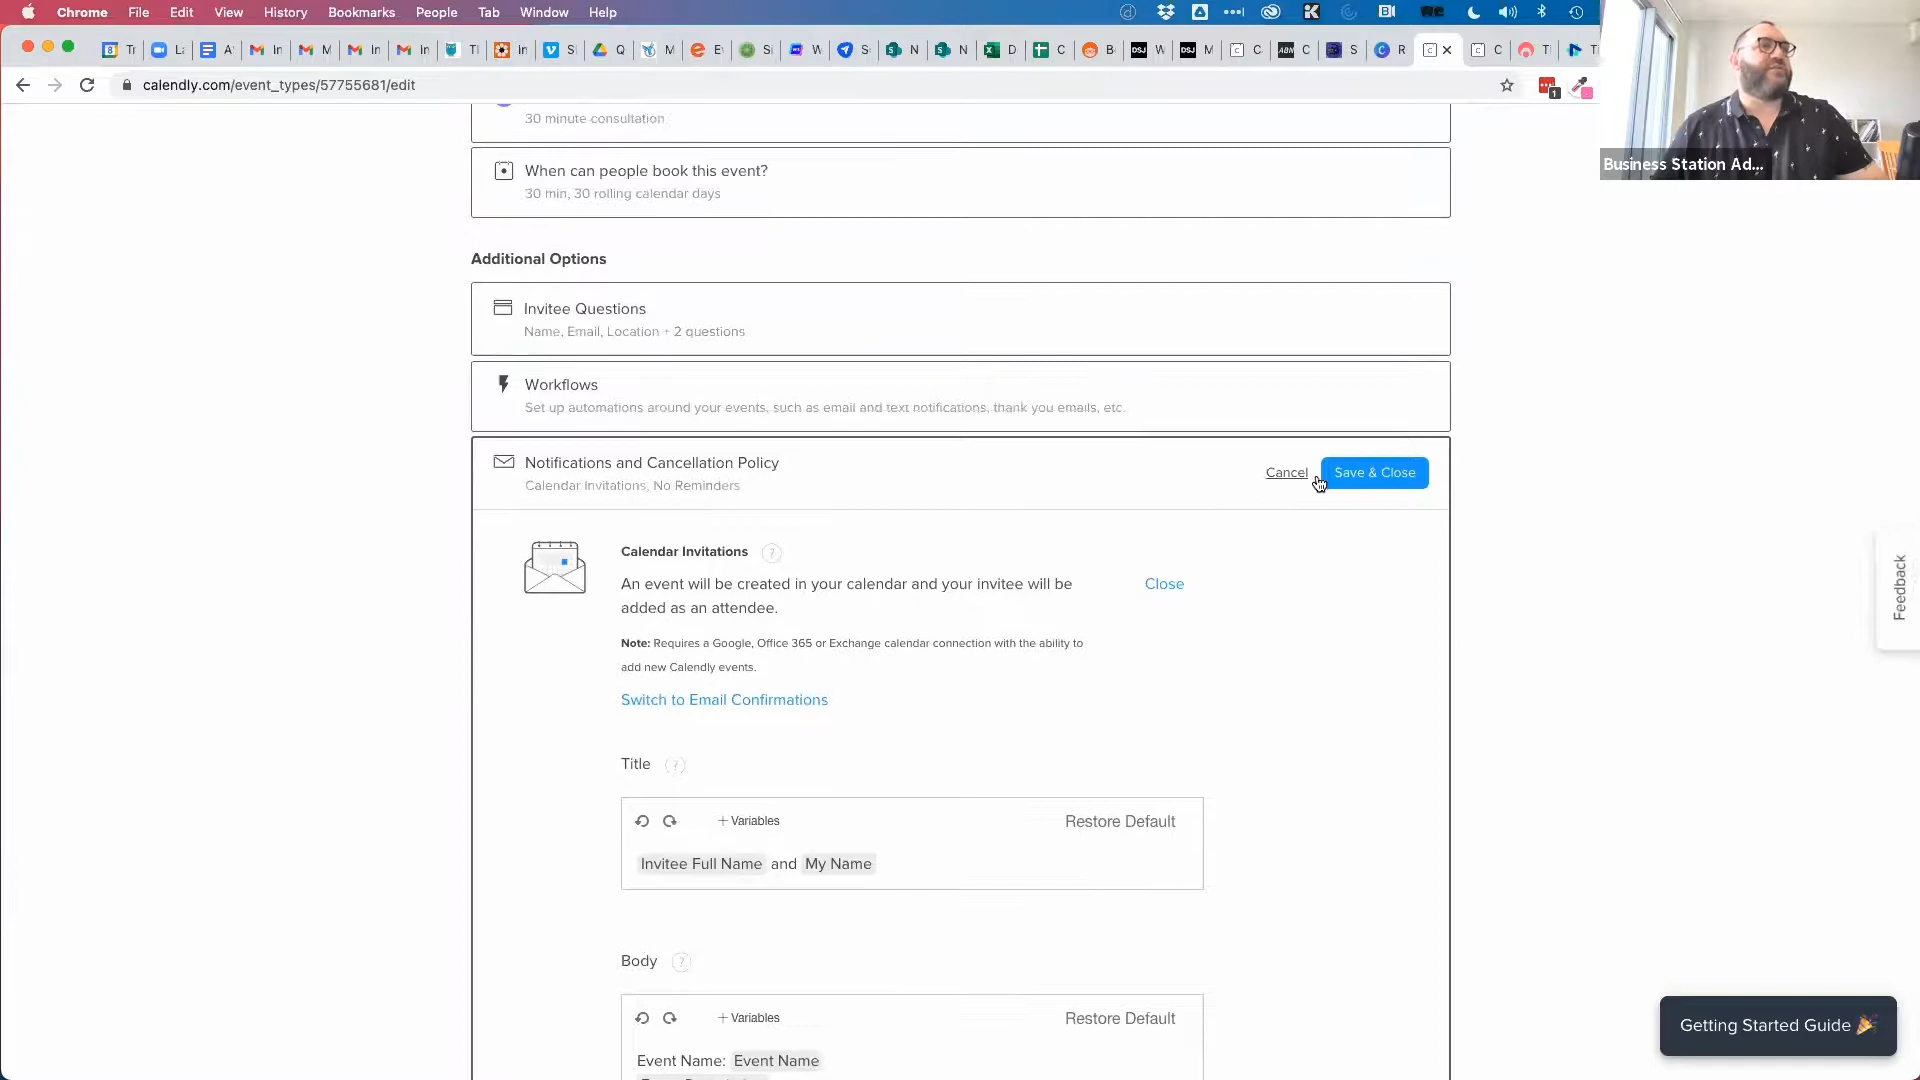 Chrome File Edit View History Bookmarks People Tab Window Help
calendly.com/event_types/57755681/edit
Business Station Ad...
30 minute consultation
When can people book this event?
30 min, 30 rolling calendar days
Additional Options
Invitee Questions
Name, Email, Location + 2 questions
Workflows
Set up automations around your events, such as email and text notifications, thank you emails, etc.
Notifications and Cancellation Policy
Calendar Invitations, No Reminders
Cancel
Save & Close
Calendar Invitations ?
An event will be created in your calendar and your invitee will be
added as an attendee.
Close
Note: Requires a Google, Office 365 or Exchange calendar connection with the ability to
add new Calendly events.
Switch to Email Confirmations
Title ?
+ Variables
Restore Default
Invitee Full Name and My Name
Body ?
+ Variables
Restore Default
Event Name: Event Name
Feedback
Getting Started Guide 🎉